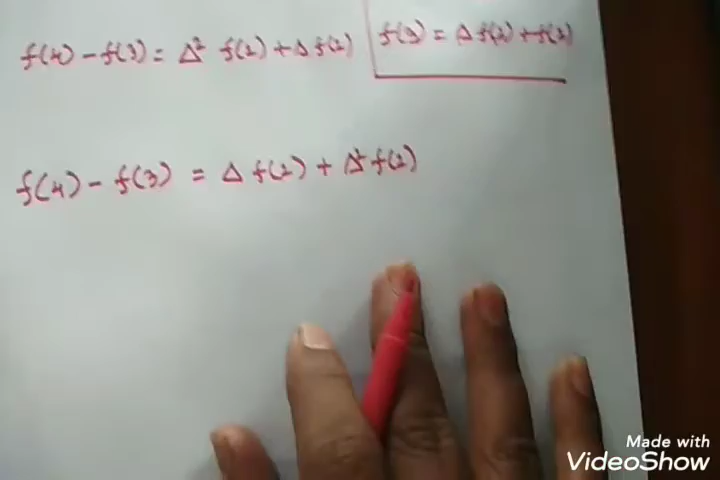 f(4) - f(3) = Δ² f(2) + Δ f(2)
f(3) = Δ f(2) + f(2)
f(4) - f(3) = Δ f(2) + Δ² f(2)
Made with
VideoShow